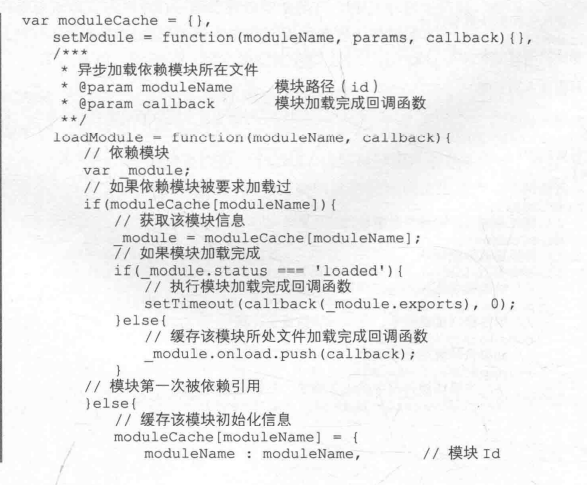 var moduleCache = {},
setModule = function(moduleName, params, callback){},
/***
* 异步加载依赖模块所在文件
* @param moduleName 模块路径（id）
* @param callback 模块加载完成回调函数
**/
loadModule = function(moduleName, callback){
// 依赖模块
var _module;
// 如果依赖模块被要求加载过
if(moduleCache[moduleName]){
// 获取该模块信息
_module = moduleCache[moduleName];
// 如果模块加载完成
if(_module.status === 'loaded'){
// 执行模块加载完成回调函数
setTimeout(callback(_module.exports), 0);
}else{
// 缓存该模块所处文件加载完成回调函数
_module.onload.push(callback);
}
// 模块第一次被依赖引用
}else{
// 缓存该模块初始化信息
moduleCache[moduleName] = {
moduleName : moduleName, // 模块 Id